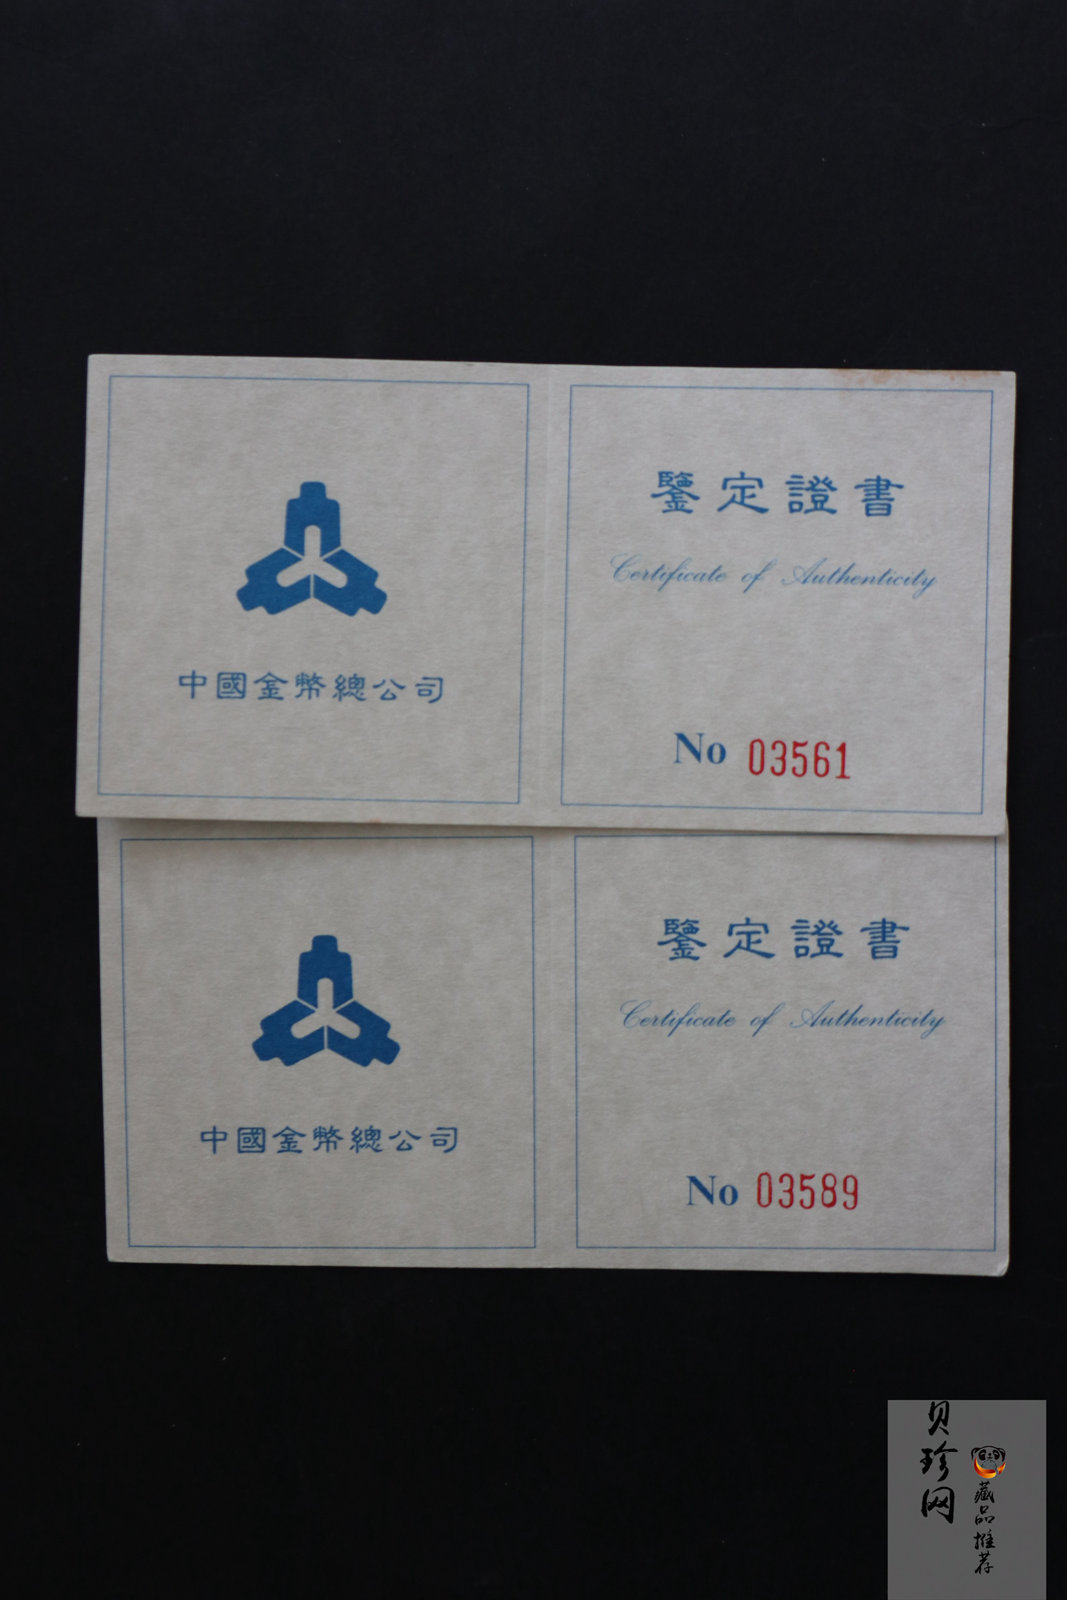 鑒定證書
Certificate of Authenticity
中國金幣總公司
No 03561
鑒定證書
Certificate of Authenticity
中國金幣總公司
No 03589
贝珍网
藏品推荐